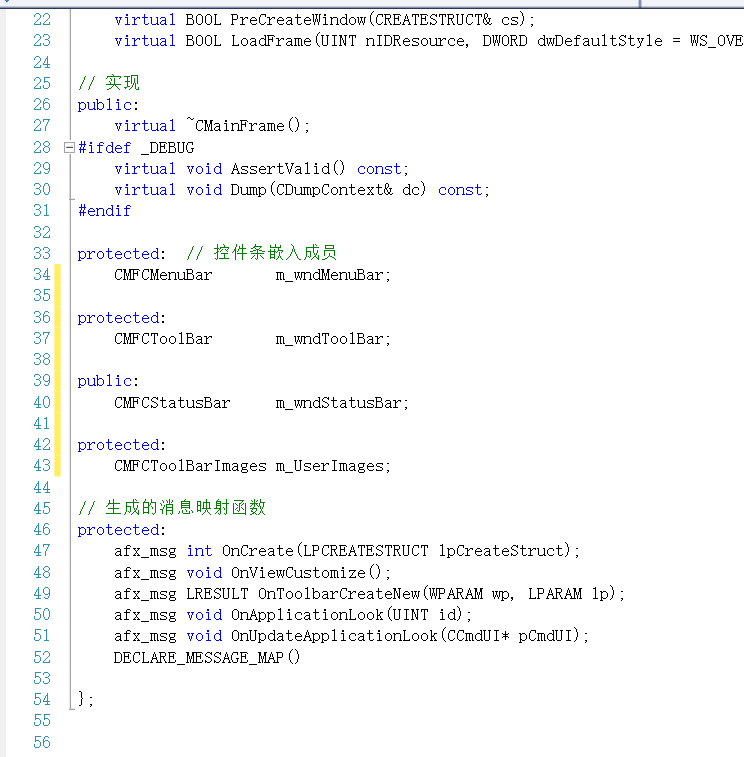 22 virtual BOOL PreCreateWindow(CREATESTRUCT& cs);
23 virtual BOOL LoadFrame(UINT nIDResource, DWORD dwDefaultStyle = WS_OVE
24
25 // 实现
26 public:
27 virtual ~CMainFrame();
28 #ifdef _DEBUG
29 virtual void AssertValid() const;
30 virtual void Dump(CDumpContext& dc) const;
31 #endif
32
33 protected: // 控件条嵌入成员
34 CMFCMenuBar m_wndMenuBar;
35
36 protected:
37 CMFCToolBar m_wndToolBar;
38
39 public:
40 CMFCStatusBar m_wndStatusBar;
41
42 protected:
43 CMFCToolBarImages m_UserImages;
44
45 // 生成的消息映射函数
46 protected:
47 afx_msg int OnCreate(LPCREATESTRUCT lpCreateStruct);
48 afx_msg void OnViewCustomize();
49 afx_msg LRESULT OnToolbarCreateNew(WPARAM wp, LPARAM lp);
50 afx_msg void OnApplicationLook(UINT id);
51 afx_msg void OnUpdateApplicationLook(CCmdUI* pCmdUI);
52 DECLARE_MESSAGE_MAP()
53
54 };
55
56